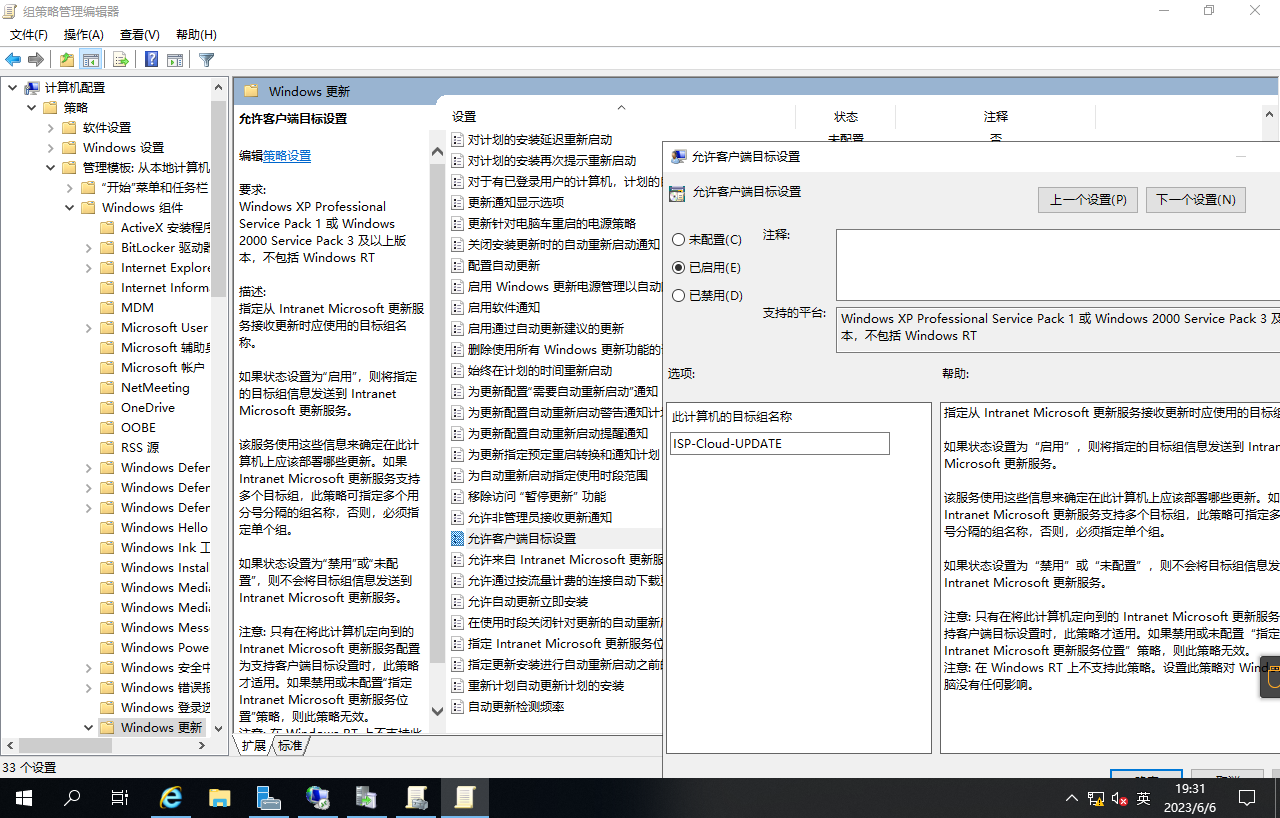 组策略管理编辑器
文件(F) 操作(A) 查看(V) 帮助(H)
计算机配置
策略
软件设置
Windows 设置
管理模板: 从本地计算机
“开始”菜单和任务栏
Windows 组件
ActiveX 安装程序
BitLocker 驱动器
Internet Explore
Internet Inform
MDM
Microsoft User
Microsoft 辅助
Microsoft 帐户
NetMeeting
OneDrive
OOBE
RSS 源
Windows Defen
Windows Defen
Windows Defen
Windows Hello
Windows Ink 工
Windows Instal
Windows Medi
Windows Medi
Windows Mess
Windows Powe
Windows 安全中
Windows 错误报
Windows 登录选
Windows 更新
33 个设置
Windows 更新
允许客户端目标设置
编辑策略设置
要求:
Windows XP Professional
Service Pack 1 或 Windows
2000 Service Pack 3 及以上版
本，不包括 Windows RT
描述:
指定从 Intranet Microsoft 更新服
务接收更新时应使用的目标组名
称。
如果状态设置为“启用”，则将指定
的目标组信息发送到 Intranet
Microsoft 更新服务。
该服务使用这些信息来确定在此计
算机上应该部署哪些更新。如果
Intranet Microsoft 更新服务支持
多个目标组，此策略可指定多个用
分号分隔的组名称，否则，必须指
定单个组。
如果状态设置为“禁用”或“未配
置”，则不会将目标组信息发送到
Intranet Microsoft 更新服务。
注意: 只有在将此计算机定向到的
Intranet Microsoft 更新服务配置
为支持客户端目标设置时，此策略
才适用。如果禁用或未配置“指定
Intranet Microsoft 更新服务位
置”策略，则此策略无效。
注意: 在 Windows RT 上不支持此
扩展 标准
设置 状态 注释
对计划的安装延迟重新启动 未配置 否
对计划的安装再次提示重新启动
对于有已登录用户的计算机，计划的
更新通知显示选项
更新针对电脑车重启的电源策略
关闭安装更新时的自动重新启动通知
配置自动更新
启用 Windows 更新电源管理以自动
启用软件通知
启用通过自动更新建议的更新
删除使用所有 Windows 更新功能的
始终在计划的时间重新启动
为更新配置“需要自动重新启动”通知
为更新配置自动重新启动警告通知计
为更新配置自动重新启动提醒通知
为更新指定预定重启转换和通知计划
为自动重新启动指定使用时段范围
移除访问 “暂停更新” 功能
允许非管理员接收更新通知
允许客户端目标设置
允许来自 Intranet Microsoft 更新服
允许通过按流量计费的连接自动下载
允许自动更新立即安装
在使用时段关闭针对更新的自动重新
指定 Intranet Microsoft 更新服务位
指定更新安装进行自动重新启动之前
重新计划自动更新计划的安装
自动更新检测频率
允许客户端目标设置
允许客户端目标设置
上一个设置(P) 下一个设置(N)
未配置(C) 注释:
已启用(E)
已禁用(D)
支持的平台:
Windows XP Professional Service Pack 1 或 Windows 2000 Service Pack 3 及
本，不包括 Windows RT
选项: 帮助:
此计算机的目标组名称
ISP-Cloud-UPDATE
指定从 Intranet Microsoft 更新服务接收更新时应使用的目标组
如果状态设置为 “启用” ，则将指定的目标组信息发送到 Intran
Microsoft 更新服务。
该服务使用这些信息来确定在此计算机上应该部署哪些更新。如
Intranet Microsoft 更新服务支持多个目标组，此策略可指定多
号分隔的组名称，否则，必须指定单个组。
如果状态设置为 “禁用” 或 “未配置” ，则不会将目标组信息发
Intranet Microsoft 更新服务。
注意: 只有在将此计算机定向到的 Intranet Microsoft 更新服务
持客户端目标设置时，此策略才适用。如果禁用或未配置 “指定
Microsoft 更新服务位置” 策略，则此策略无效。
注意: 在 Windows RT 上不支持此策略。设置此策略对 Wind
脑没有任何影响。
英
19:31
2023/6/6